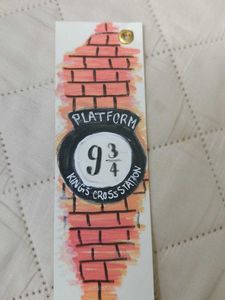 PLATFORM
9 3/4
KING'S CROSS STATION